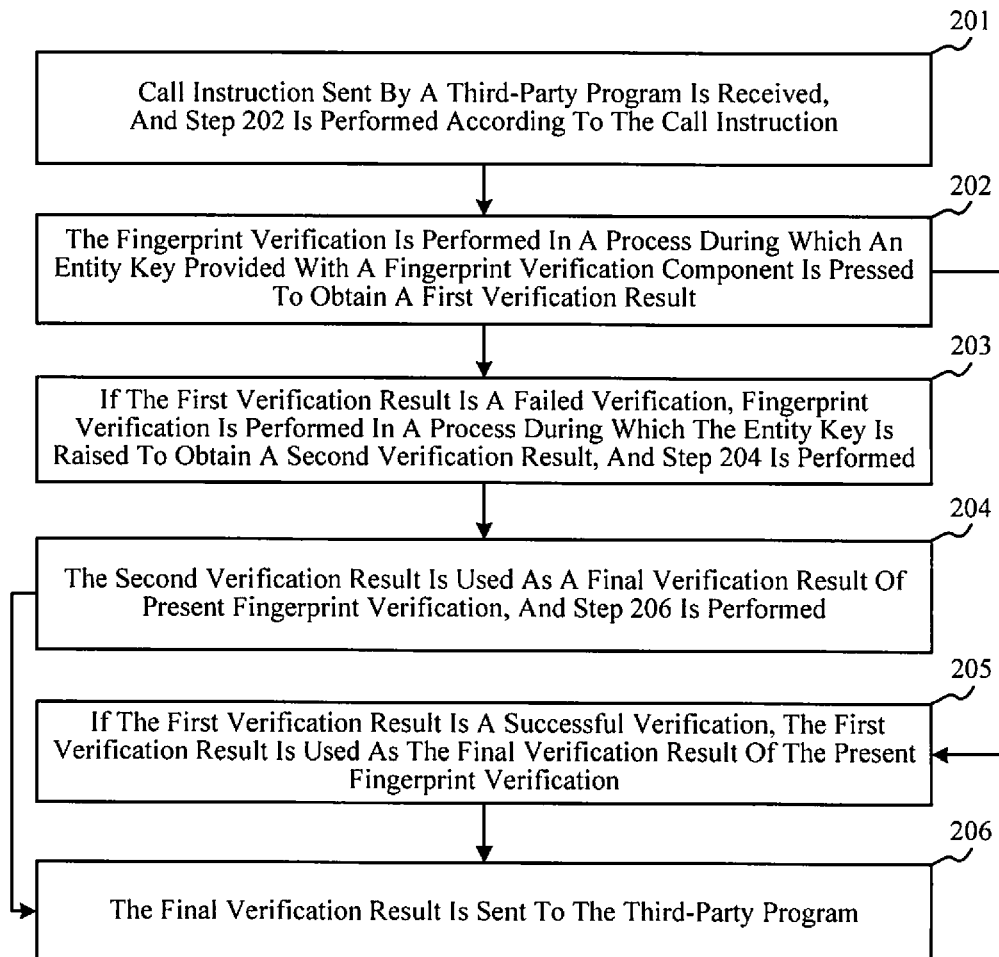 201
Call Instruction Sent By A Third-Party Program Is Received,
And Step 202 Is Performed According To The Call Instruction
202
The Fingerprint Verification Is Performed In A Process During Which An
Entity Key Provided With A Fingerprint Verification Component Is Pressed
To Obtain A First Verification Result
203
If The First Verification Result Is A Failed Verification, Fingerprint
Verification Is Performed In A Process During Which The Entity Key Is
Raised To Obtain A Second Verification Result, And Step 204 Is Performed
204
The Second Verification Result Is Used As A Final Verification Result Of
Present Fingerprint Verification, And Step 206 Is Performed
205
If The First Verification Result Is A Successful Verification, The First
Verification Result Is Used As The Final Verification Result Of The Present
Fingerprint Verification
206
The Final Verification Result Is Sent To The Third-Party Program